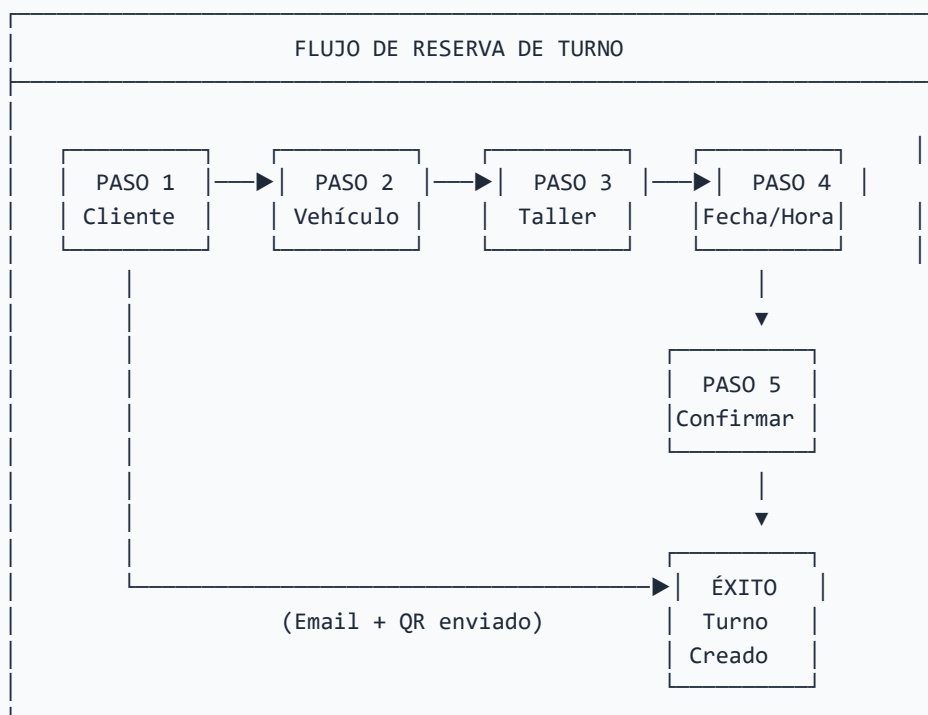 FLUJO DE RESERVA DE TURNO
PASO 1 PASO 2 PASO 3 PASO 4
Cliente Vehículo Taller Fecha/Hora
PASO 5
Confirmar
ÉXITO
(Email + QR enviado) Turno
Creado